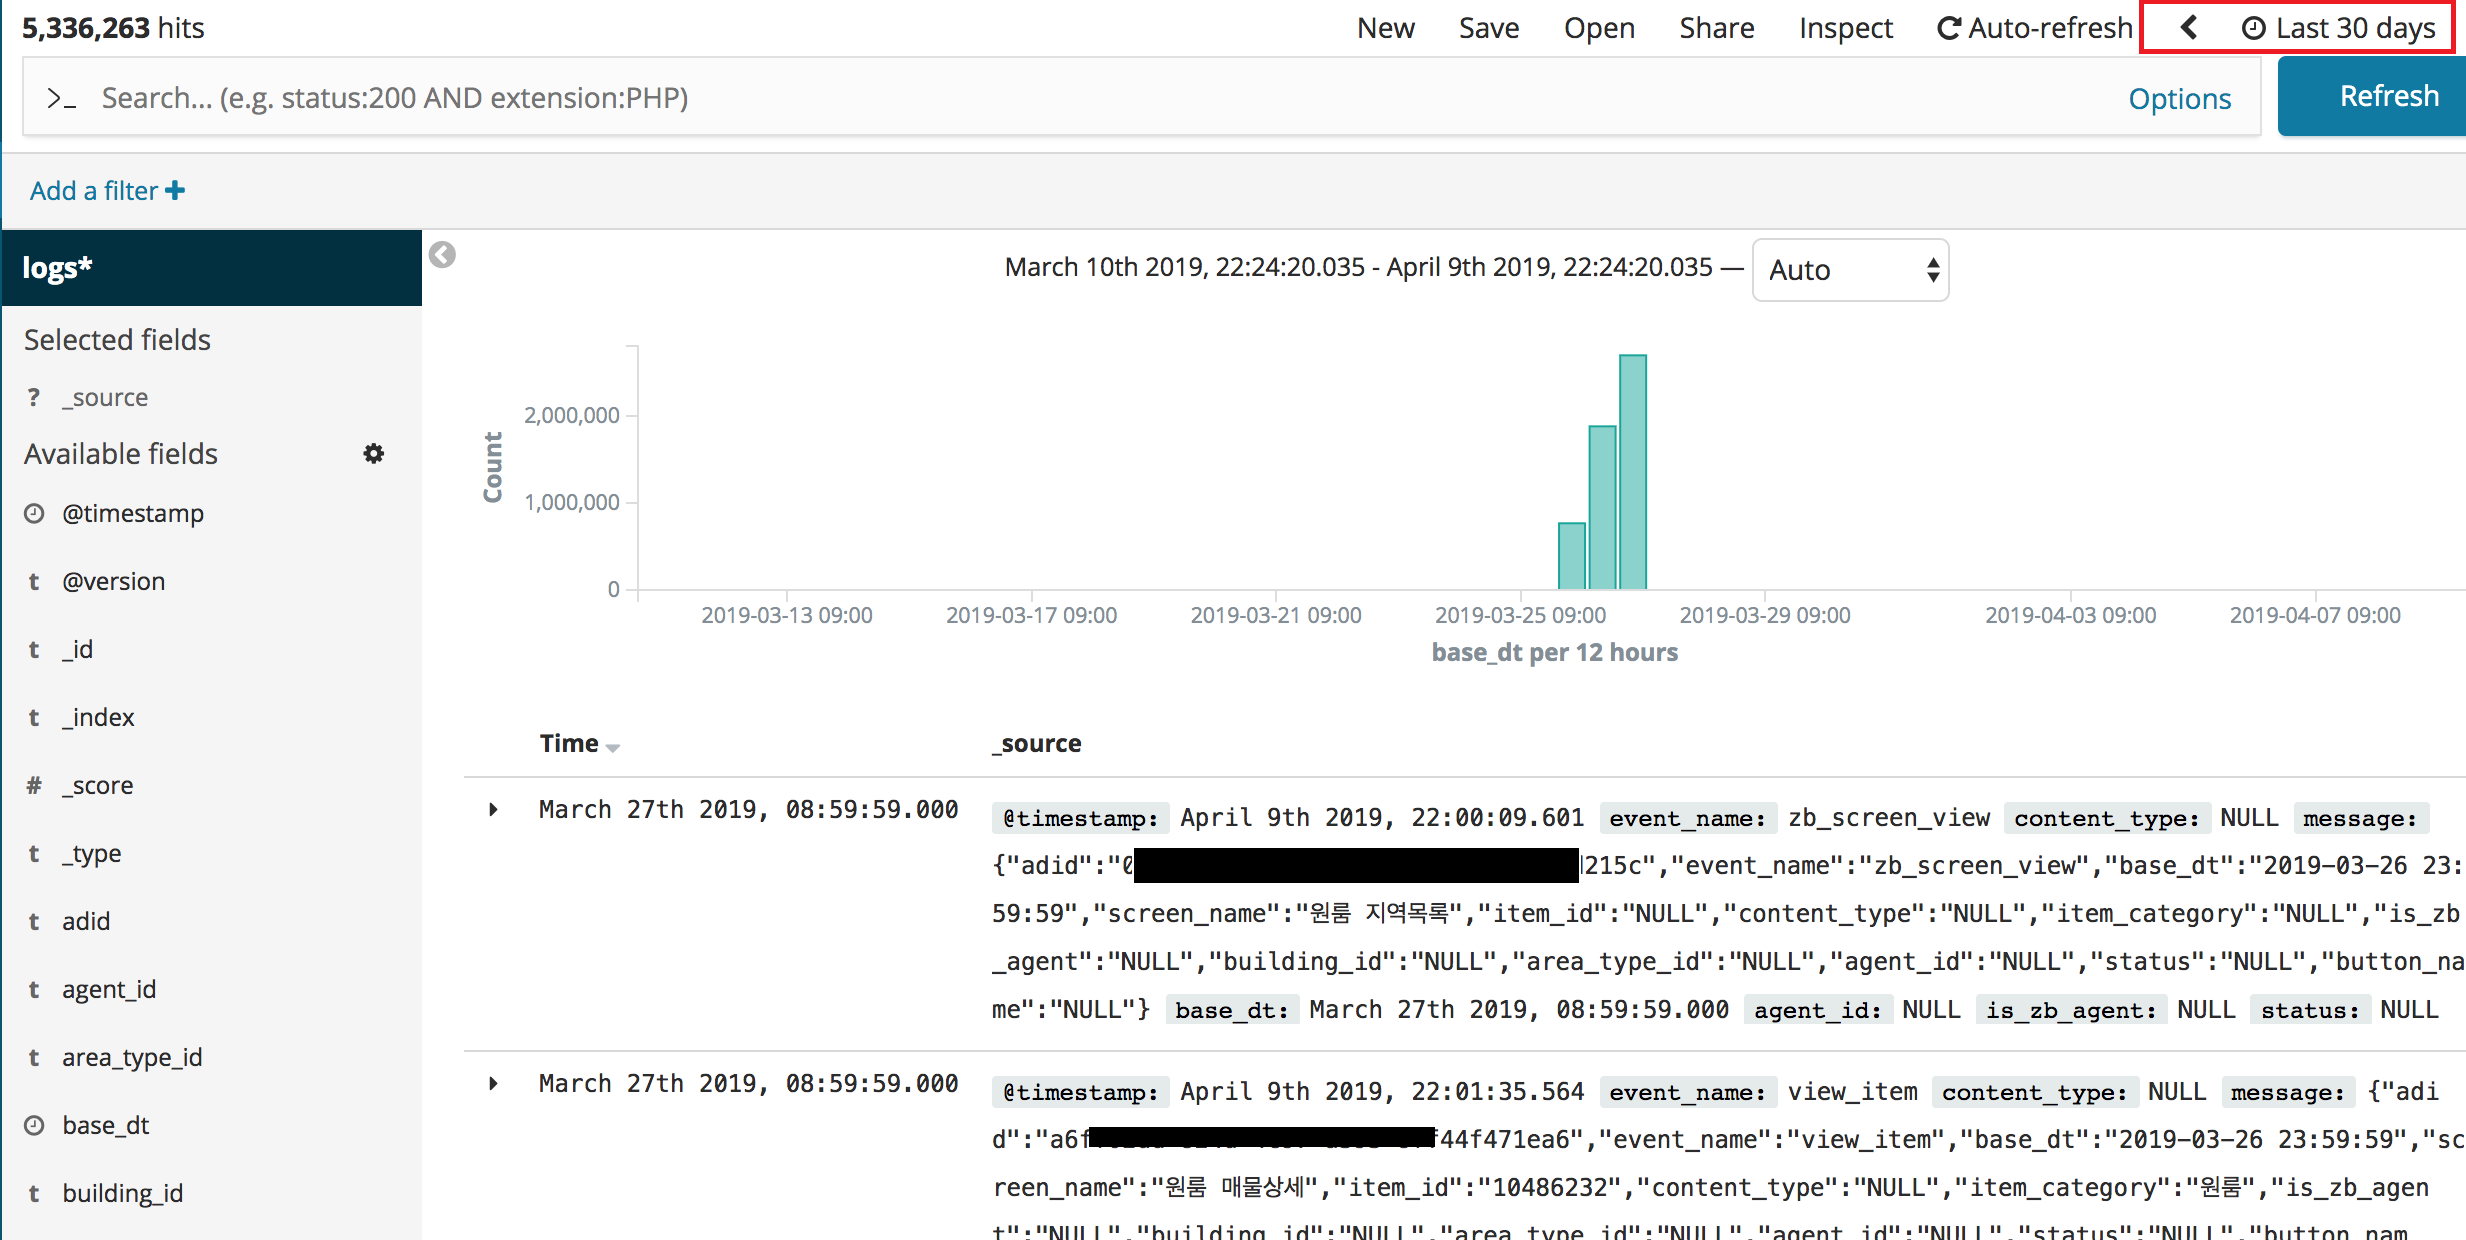 5,336,263 hits
New Save Open Share Inspect Auto-refresh Last 30 days
>_ Search... (e.g. status:200 AND extension:PHP) Options Refresh
Add a filter +
logs*
Selected fields
? _source
Available fields
@timestamp
t @version
t _id
t _index
# _score
t _type
t adid
t agent_id
t area_type_id
base_dt
t building_id
March 10th 2019, 22:24:20.035 - April 9th 2019, 22:24:20.035 — Auto
Count
2,000,000
1,000,000
0
2019-03-13 09:00 2019-03-17 09:00 2019-03-21 09:00 2019-03-25 09:00 2019-03-29 09:00 2019-04-03 09:00 2019-04-07 09:00
base_dt per 12 hours
Time _source
March 27th 2019, 08:59:59.000 @timestamp: April 9th 2019, 22:00:09.601 event_name: zb_screen_view content_type: NULL message:
{"adid":"0 215c","event_name":"zb_screen_view","base_dt":"2019-03-26 23:
59:59","screen_name":"원룸 지역목록","item_id":"NULL","content_type":"NULL","item_category":"NULL","is_zb
_agent":"NULL","building_id":"NULL","area_type_id":"NULL","agent_id":"NULL","status":"NULL","button_na
me":"NULL"} base_dt: March 27th 2019, 08:59:59.000 agent_id: NULL is_zb_agent: NULL status: NULL
March 27th 2019, 08:59:59.000 @timestamp: April 9th 2019, 22:01:35.564 event_name: view_item content_type: NULL message: {"adi
d":"a6f 44f471ea6","event_name":"view_item","base_dt":"2019-03-26 23:59:59","sc
reen_name":"원룸 매물상세","item_id":"10486232","content_type":"NULL","item_category":"원룸","is_zb_agen
t":"NULL","building_id":"NULL","area_type_id":"NULL","agent_id":"NULL","status":"NULL","button_nam